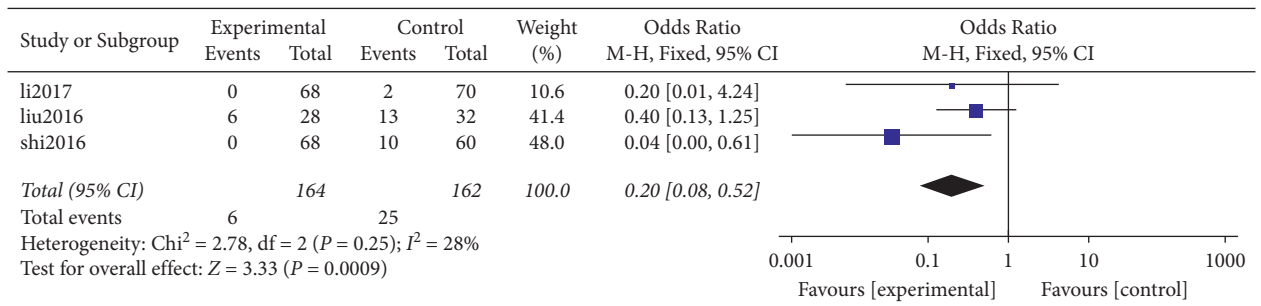 Study or Subgroup Experimental Control Weight Odds Ratio Odds Ratio
Events Total Events Total (%) M-H, Fixed, 95% CI M-H, Fixed, 95% CI
li2017 0 68 2 70 10.6 0.20 [0.01, 4.24]
liu2016 6 28 13 32 41.4 0.40 [0.13, 1.25]
shi2016 0 68 10 60 48.0 0.04 [0.00, 0.61]
Total (95% CI) 164 162 100.0 0.20 [0.08, 0.52]
Total events 6 25
Heterogeneity: Chi² = 2.78, df = 2 (P = 0.25); I² = 28%
Test for overall effect: Z = 3.33 (P = 0.0009)
0.001 0.1 1 10 1000
Favours [experimental] Favours [control]